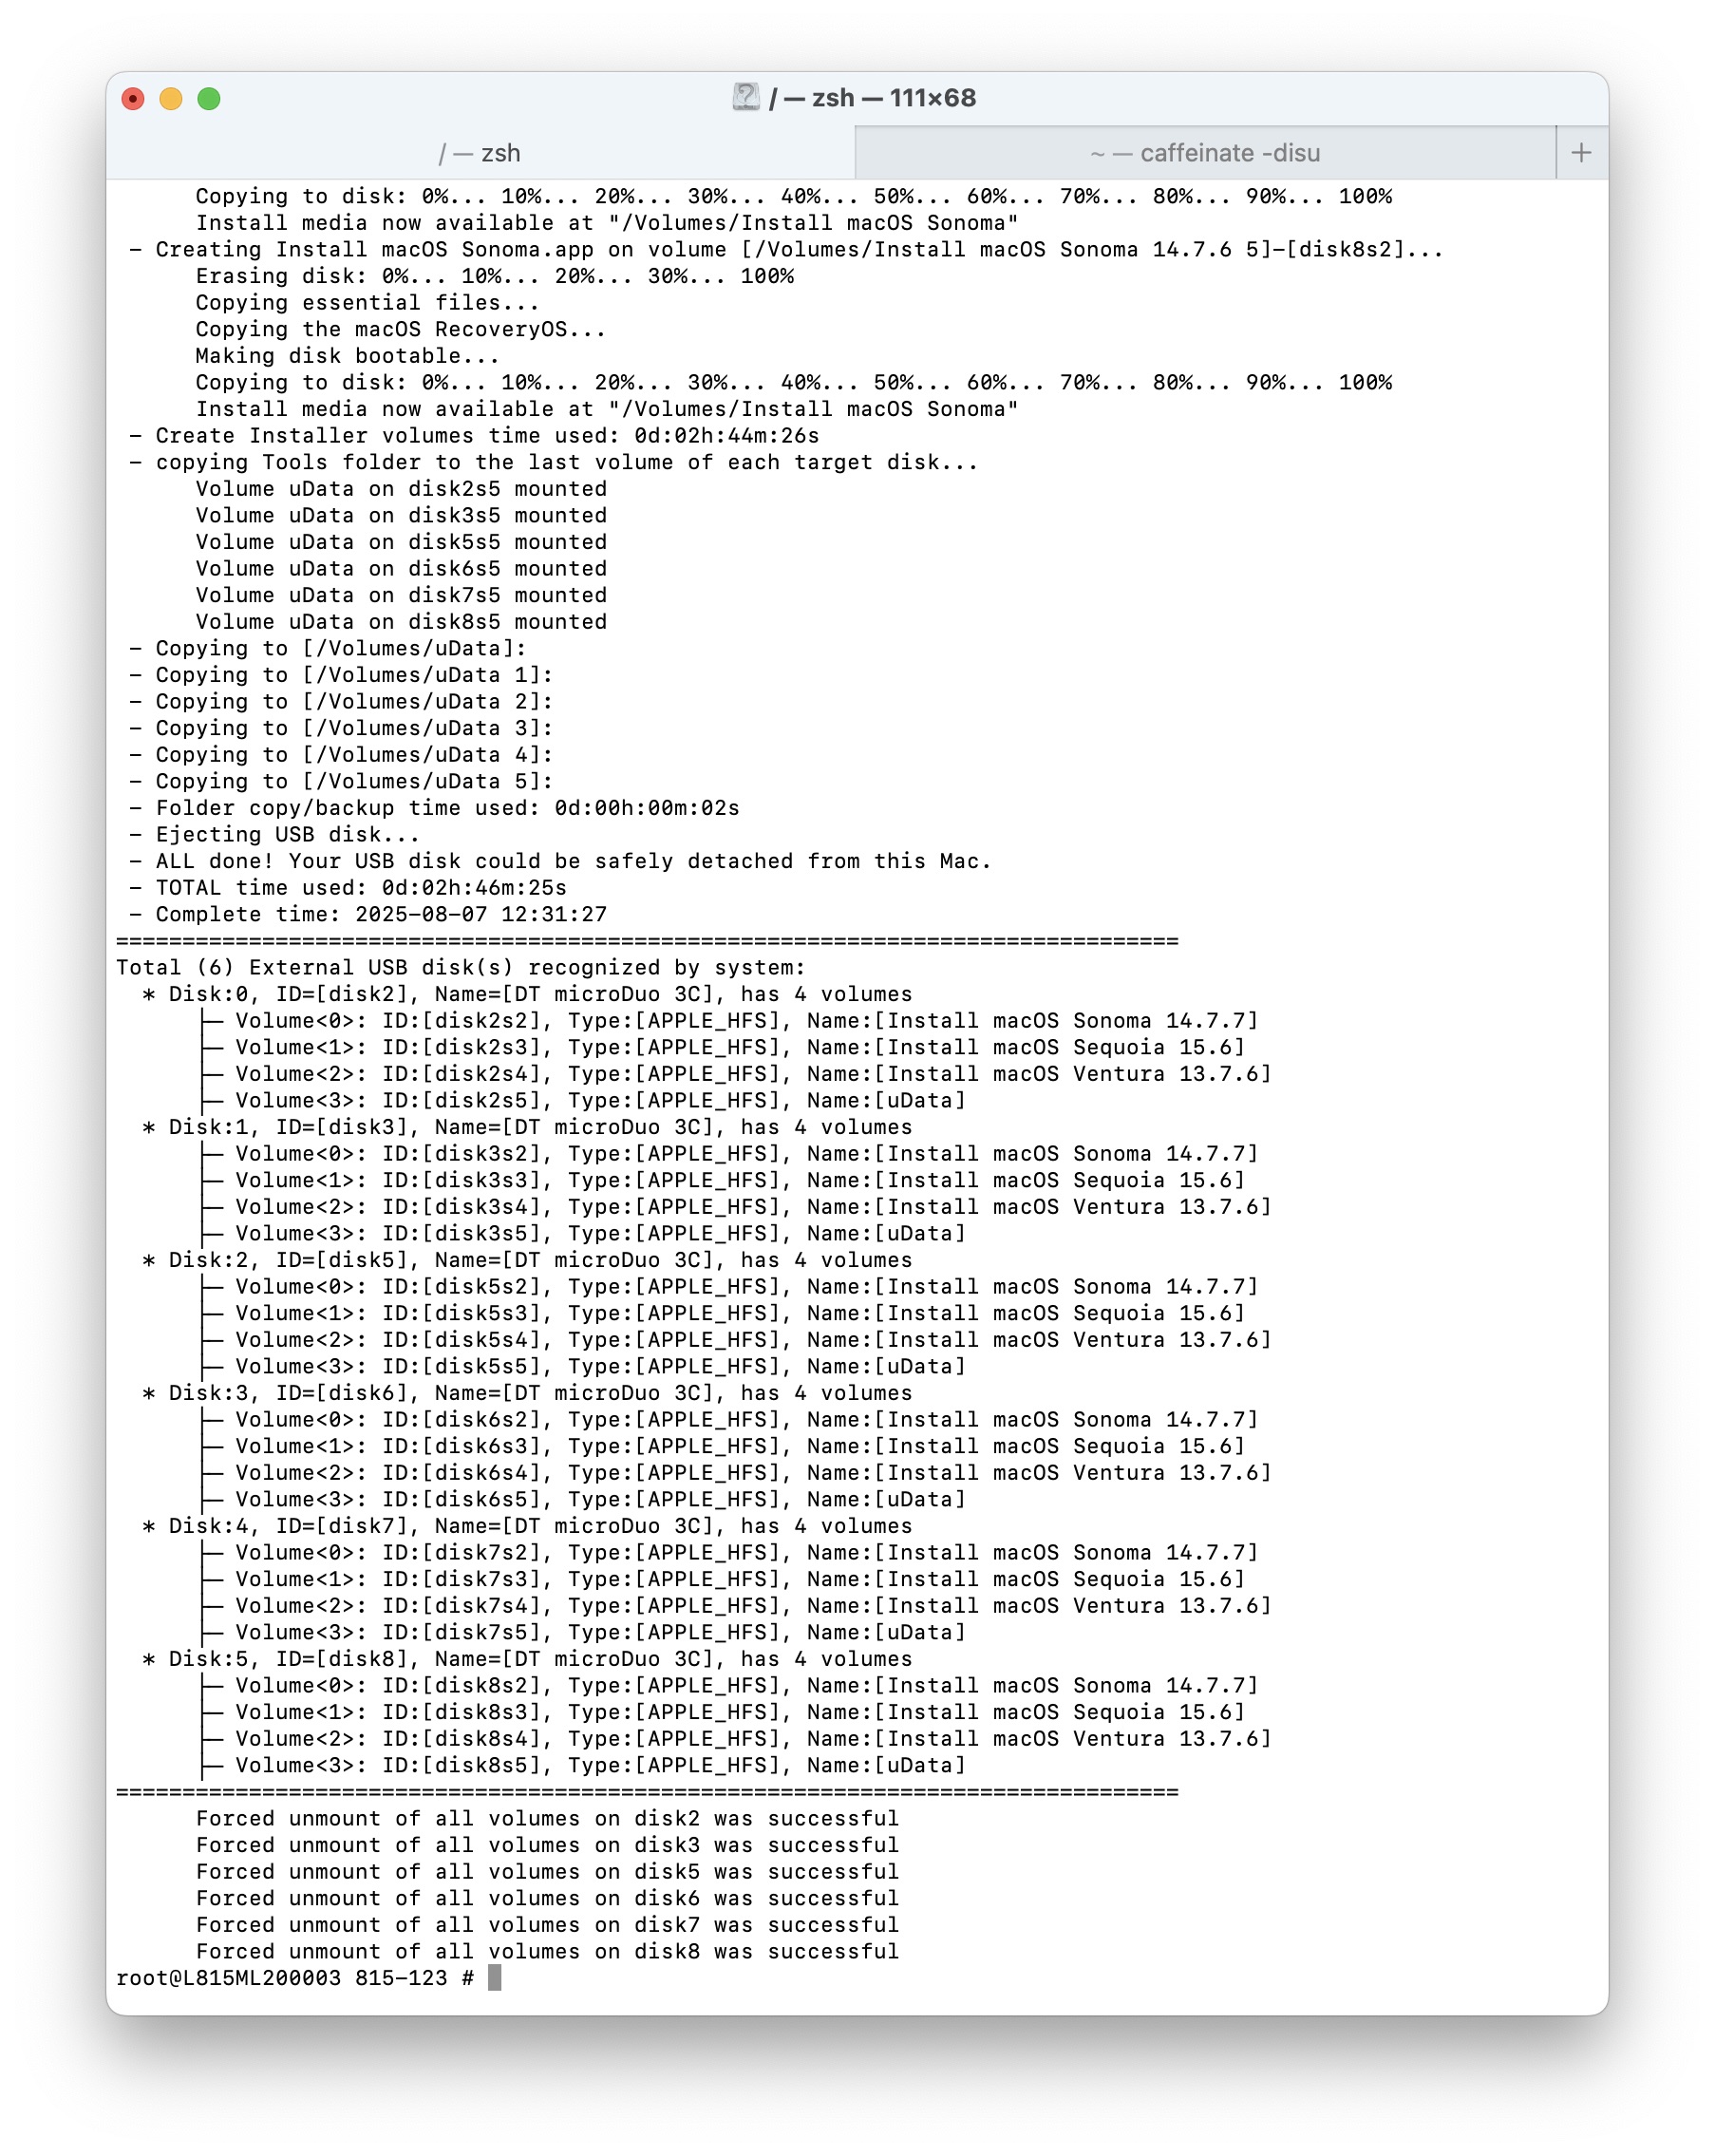 / — zsh — 111×68
/ — zsh
~ — caffeinate -disu
+
Copying to disk: 0%... 10%... 20%... 30%... 40%... 50%... 60%... 70%... 80%... 90%... 100%
Install media now available at "/Volumes/Install macOS Sonoma"
– Creating Install macOS Sonoma.app on volume [/Volumes/Install macOS Sonoma 14.7.6 5]–[disk8s2]...
Erasing disk: 0%... 10%... 20%... 30%... 100%
Copying essential files...
Copying the macOS RecoveryOS...
Making disk bootable...
Copying to disk: 0%... 10%... 20%... 30%... 40%... 50%... 60%... 70%... 80%... 90%... 100%
Install media now available at "/Volumes/Install macOS Sonoma"
– Create Installer volumes time used: 0d:02h:44m:26s
– copying Tools folder to the last volume of each target disk...
Volume uData on disk2s5 mounted
Volume uData on disk3s5 mounted
Volume uData on disk5s5 mounted
Volume uData on disk6s5 mounted
Volume uData on disk7s5 mounted
Volume uData on disk8s5 mounted
– Copying to [/Volumes/uData]:
– Copying to [/Volumes/uData 1]:
– Copying to [/Volumes/uData 2]:
– Copying to [/Volumes/uData 3]:
– Copying to [/Volumes/uData 4]:
– Copying to [/Volumes/uData 5]:
– Folder copy/backup time used: 0d:00h:00m:02s
– Ejecting USB disk...
– ALL done! Your USB disk could be safely detached from this Mac.
– TOTAL time used: 0d:02h:46m:25s
– Complete time: 2025–08–07 12:31:27
================================================================================
Total (6) External USB disk(s) recognized by system:
* Disk:0, ID=[disk2], Name=[DT microDuo 3C], has 4 volumes
├─ Volume<0>: ID:[disk2s2], Type:[APPLE_HFS], Name:[Install macOS Sonoma 14.7.7]
├─ Volume<1>: ID:[disk2s3], Type:[APPLE_HFS], Name:[Install macOS Sequoia 15.6]
├─ Volume<2>: ID:[disk2s4], Type:[APPLE_HFS], Name:[Install macOS Ventura 13.7.6]
├─ Volume<3>: ID:[disk2s5], Type:[APPLE_HFS], Name:[uData]
* Disk:1, ID=[disk3], Name=[DT microDuo 3C], has 4 volumes
├─ Volume<0>: ID:[disk3s2], Type:[APPLE_HFS], Name:[Install macOS Sonoma 14.7.7]
├─ Volume<1>: ID:[disk3s3], Type:[APPLE_HFS], Name:[Install macOS Sequoia 15.6]
├─ Volume<2>: ID:[disk3s4], Type:[APPLE_HFS], Name:[Install macOS Ventura 13.7.6]
├─ Volume<3>: ID:[disk3s5], Type:[APPLE_HFS], Name:[uData]
* Disk:2, ID=[disk5], Name=[DT microDuo 3C], has 4 volumes
├─ Volume<0>: ID:[disk5s2], Type:[APPLE_HFS], Name:[Install macOS Sonoma 14.7.7]
├─ Volume<1>: ID:[disk5s3], Type:[APPLE_HFS], Name:[Install macOS Sequoia 15.6]
├─ Volume<2>: ID:[disk5s4], Type:[APPLE_HFS], Name:[Install macOS Ventura 13.7.6]
├─ Volume<3>: ID:[disk5s5], Type:[APPLE_HFS], Name:[uData]
* Disk:3, ID=[disk6], Name=[DT microDuo 3C], has 4 volumes
├─ Volume<0>: ID:[disk6s2], Type:[APPLE_HFS], Name:[Install macOS Sonoma 14.7.7]
├─ Volume<1>: ID:[disk6s3], Type:[APPLE_HFS], Name:[Install macOS Sequoia 15.6]
├─ Volume<2>: ID:[disk6s4], Type:[APPLE_HFS], Name:[Install macOS Ventura 13.7.6]
├─ Volume<3>: ID:[disk6s5], Type:[APPLE_HFS], Name:[uData]
* Disk:4, ID=[disk7], Name=[DT microDuo 3C], has 4 volumes
├─ Volume<0>: ID:[disk7s2], Type:[APPLE_HFS], Name:[Install macOS Sonoma 14.7.7]
├─ Volume<1>: ID:[disk7s3], Type:[APPLE_HFS], Name:[Install macOS Sequoia 15.6]
├─ Volume<2>: ID:[disk7s4], Type:[APPLE_HFS], Name:[Install macOS Ventura 13.7.6]
├─ Volume<3>: ID:[disk7s5], Type:[APPLE_HFS], Name:[uData]
* Disk:5, ID=[disk8], Name=[DT microDuo 3C], has 4 volumes
├─ Volume<0>: ID:[disk8s2], Type:[APPLE_HFS], Name:[Install macOS Sonoma 14.7.7]
├─ Volume<1>: ID:[disk8s3], Type:[APPLE_HFS], Name:[Install macOS Sequoia 15.6]
├─ Volume<2>: ID:[disk8s4], Type:[APPLE_HFS], Name:[Install macOS Ventura 13.7.6]
├─ Volume<3>: ID:[disk8s5], Type:[APPLE_HFS], Name:[uData]
================================================================================
Forced unmount of all volumes on disk2 was successful
Forced unmount of all volumes on disk3 was successful
Forced unmount of all volumes on disk5 was successful
Forced unmount of all volumes on disk6 was successful
Forced unmount of all volumes on disk7 was successful
Forced unmount of all volumes on disk8 was successful
root@L815ML200003 815–123 #